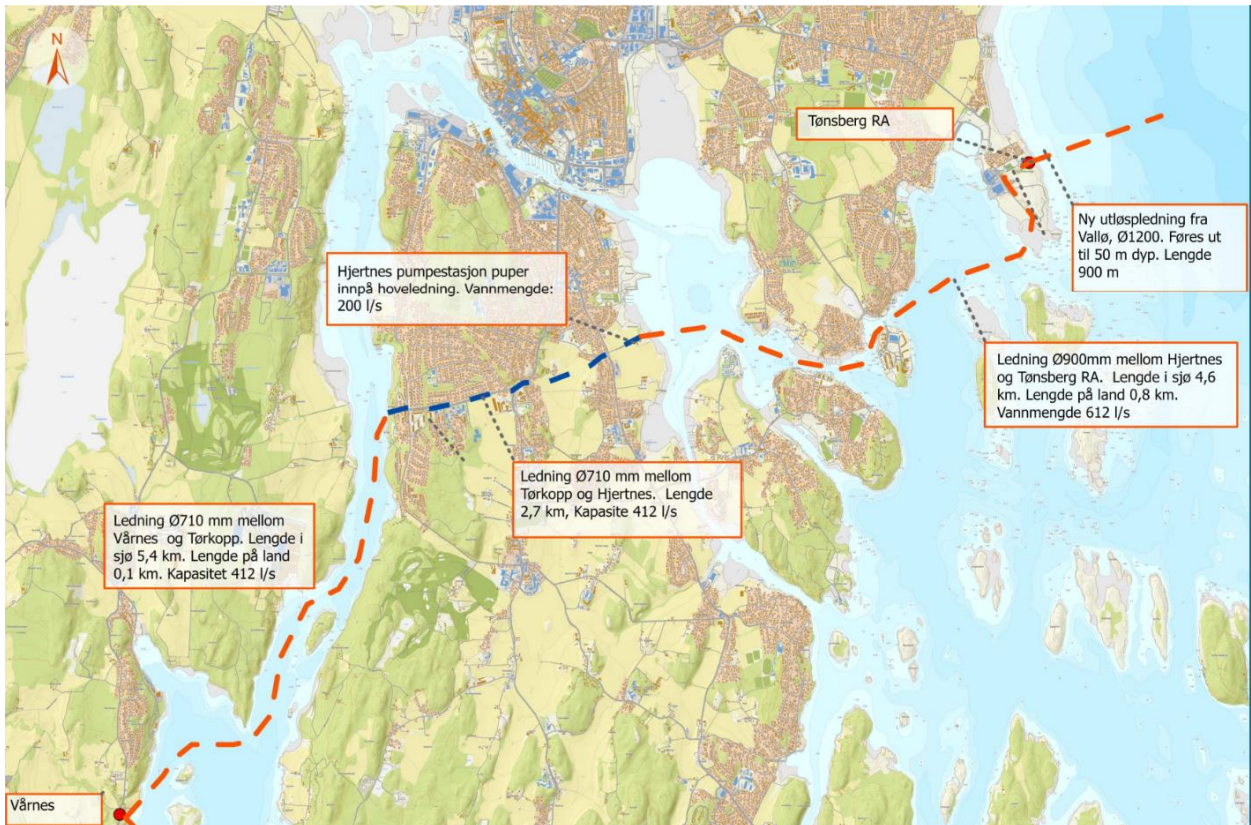 N
Tønsberg RA
Ny utløspledning fra
Vallø, Ø1200. Føres ut
til 50 m dyp. Lengde
900 m
Hjertnes pumpestasjon puper
innpå hoveledning. Vannmengde:
200 l/s
Ledning Ø900mm mellom Hjertnes
og Tønsberg RA. Lengde i sjø 4,6
km. Lengde på land 0,8 km.
Vannmengde 612 l/s
Ledning Ø710 mm mellom
Tørkopp og Hjertnes. Lengde
2,7 km, Kapasite 412 l/s
Ledning Ø710 mm mellom
Vårnes og Tørkopp. Lengde i
sjø 5,4 km. Lengde på land
0,1 km. Kapasitet 412 l/s
Vårnes